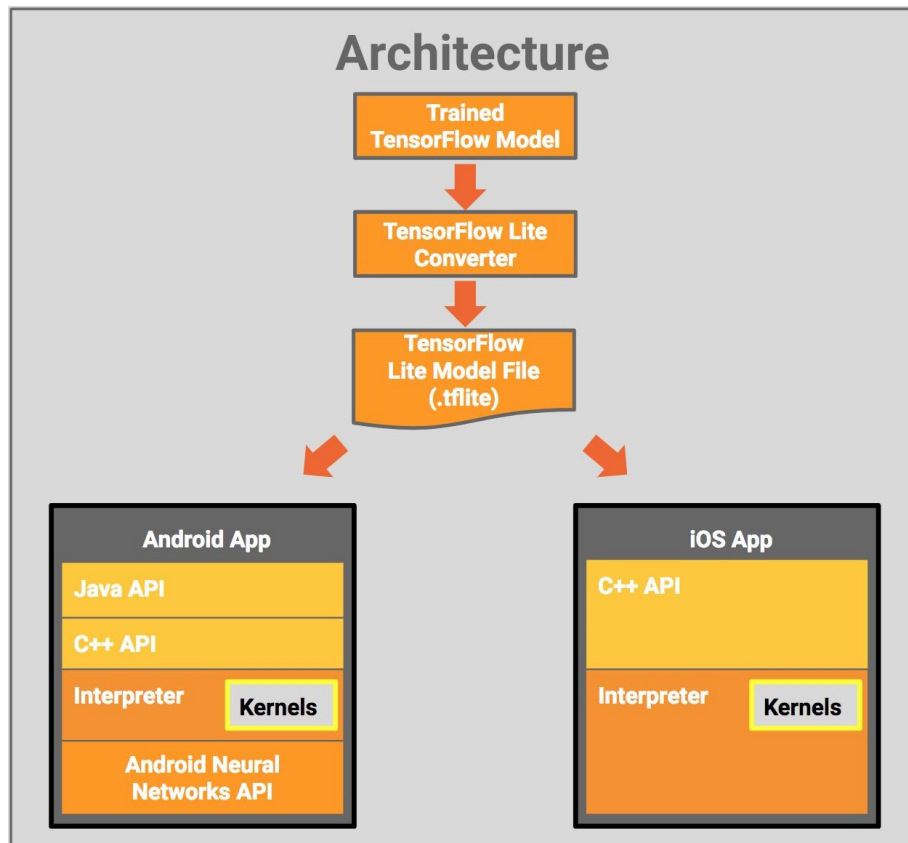 Architecture
Trained
TensorFlow Model
TensorFlow Lite
Converter
TensorFlow
Lite Model File
(.tflite)
Android App
Java API
C++ API
Interpreter
Kernels
Android Neural
Networks API
iOS App
C++ API
Interpreter
Kernels